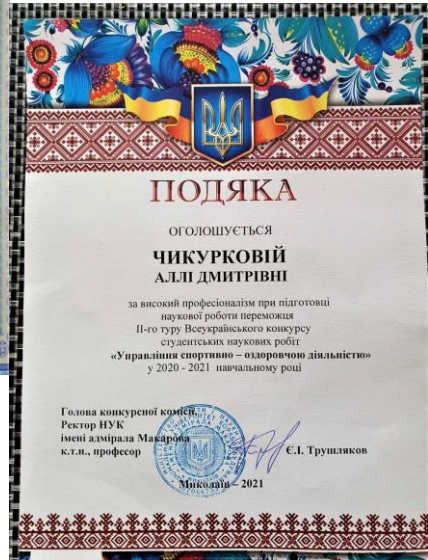 ПОДЯКА
ОГОЛОШУЄТЬСЯ
ЧИКУРКОВІЙ
АЛЛІ ДМИТРІВНІ
за високий професіоналізм при підготовці
наукової роботи переможця
ІІ-го туру Всеукраїнського конкурсу
студентських наукових робіт
«Управління спортивно – оздоровчою діяльністю»
у 2020 - 2021 навчальному році
Голова конкурсної комісії,
Ректор НУК
імені адмірала Макарова
к.т.н., професор
Є.І. Трушляков
Миколаїв – 2021